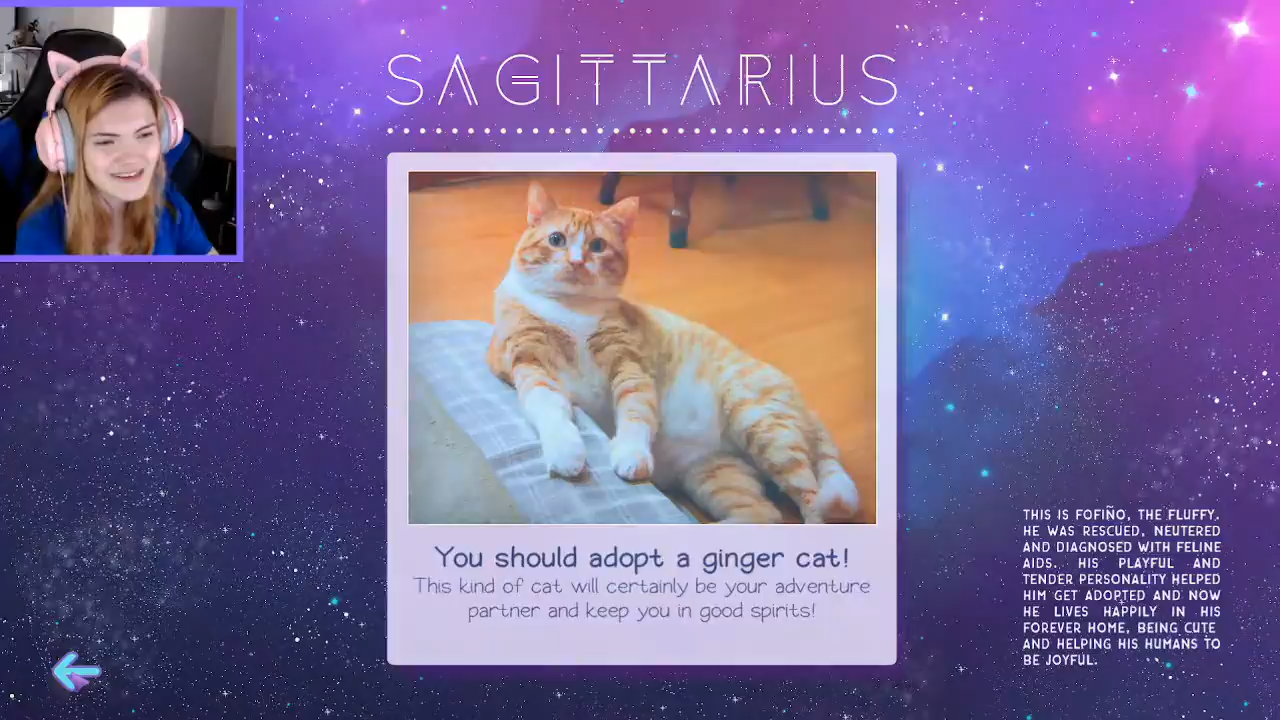 SAGITTARIUS
You should adopt a ginger cat!
This kind of cat will certainly be your adventure
partner and keep you in good spirits!
THIS IS FOFIÑO, THE FLUFFY.
HE WAS RESCUED, NEUTERED
AND DIAGNOSED WITH FELINE
AIDS. HIS PLAYFUL AND
TENDER PERSONALITY HELPED
HIM GET ADOPTED AND NOW
HE LIVES HAPPILY IN HIS
FOREVER HOME, BEING CUTE
AND HELPING HIS HUMANS TO
BE JOYFUL.